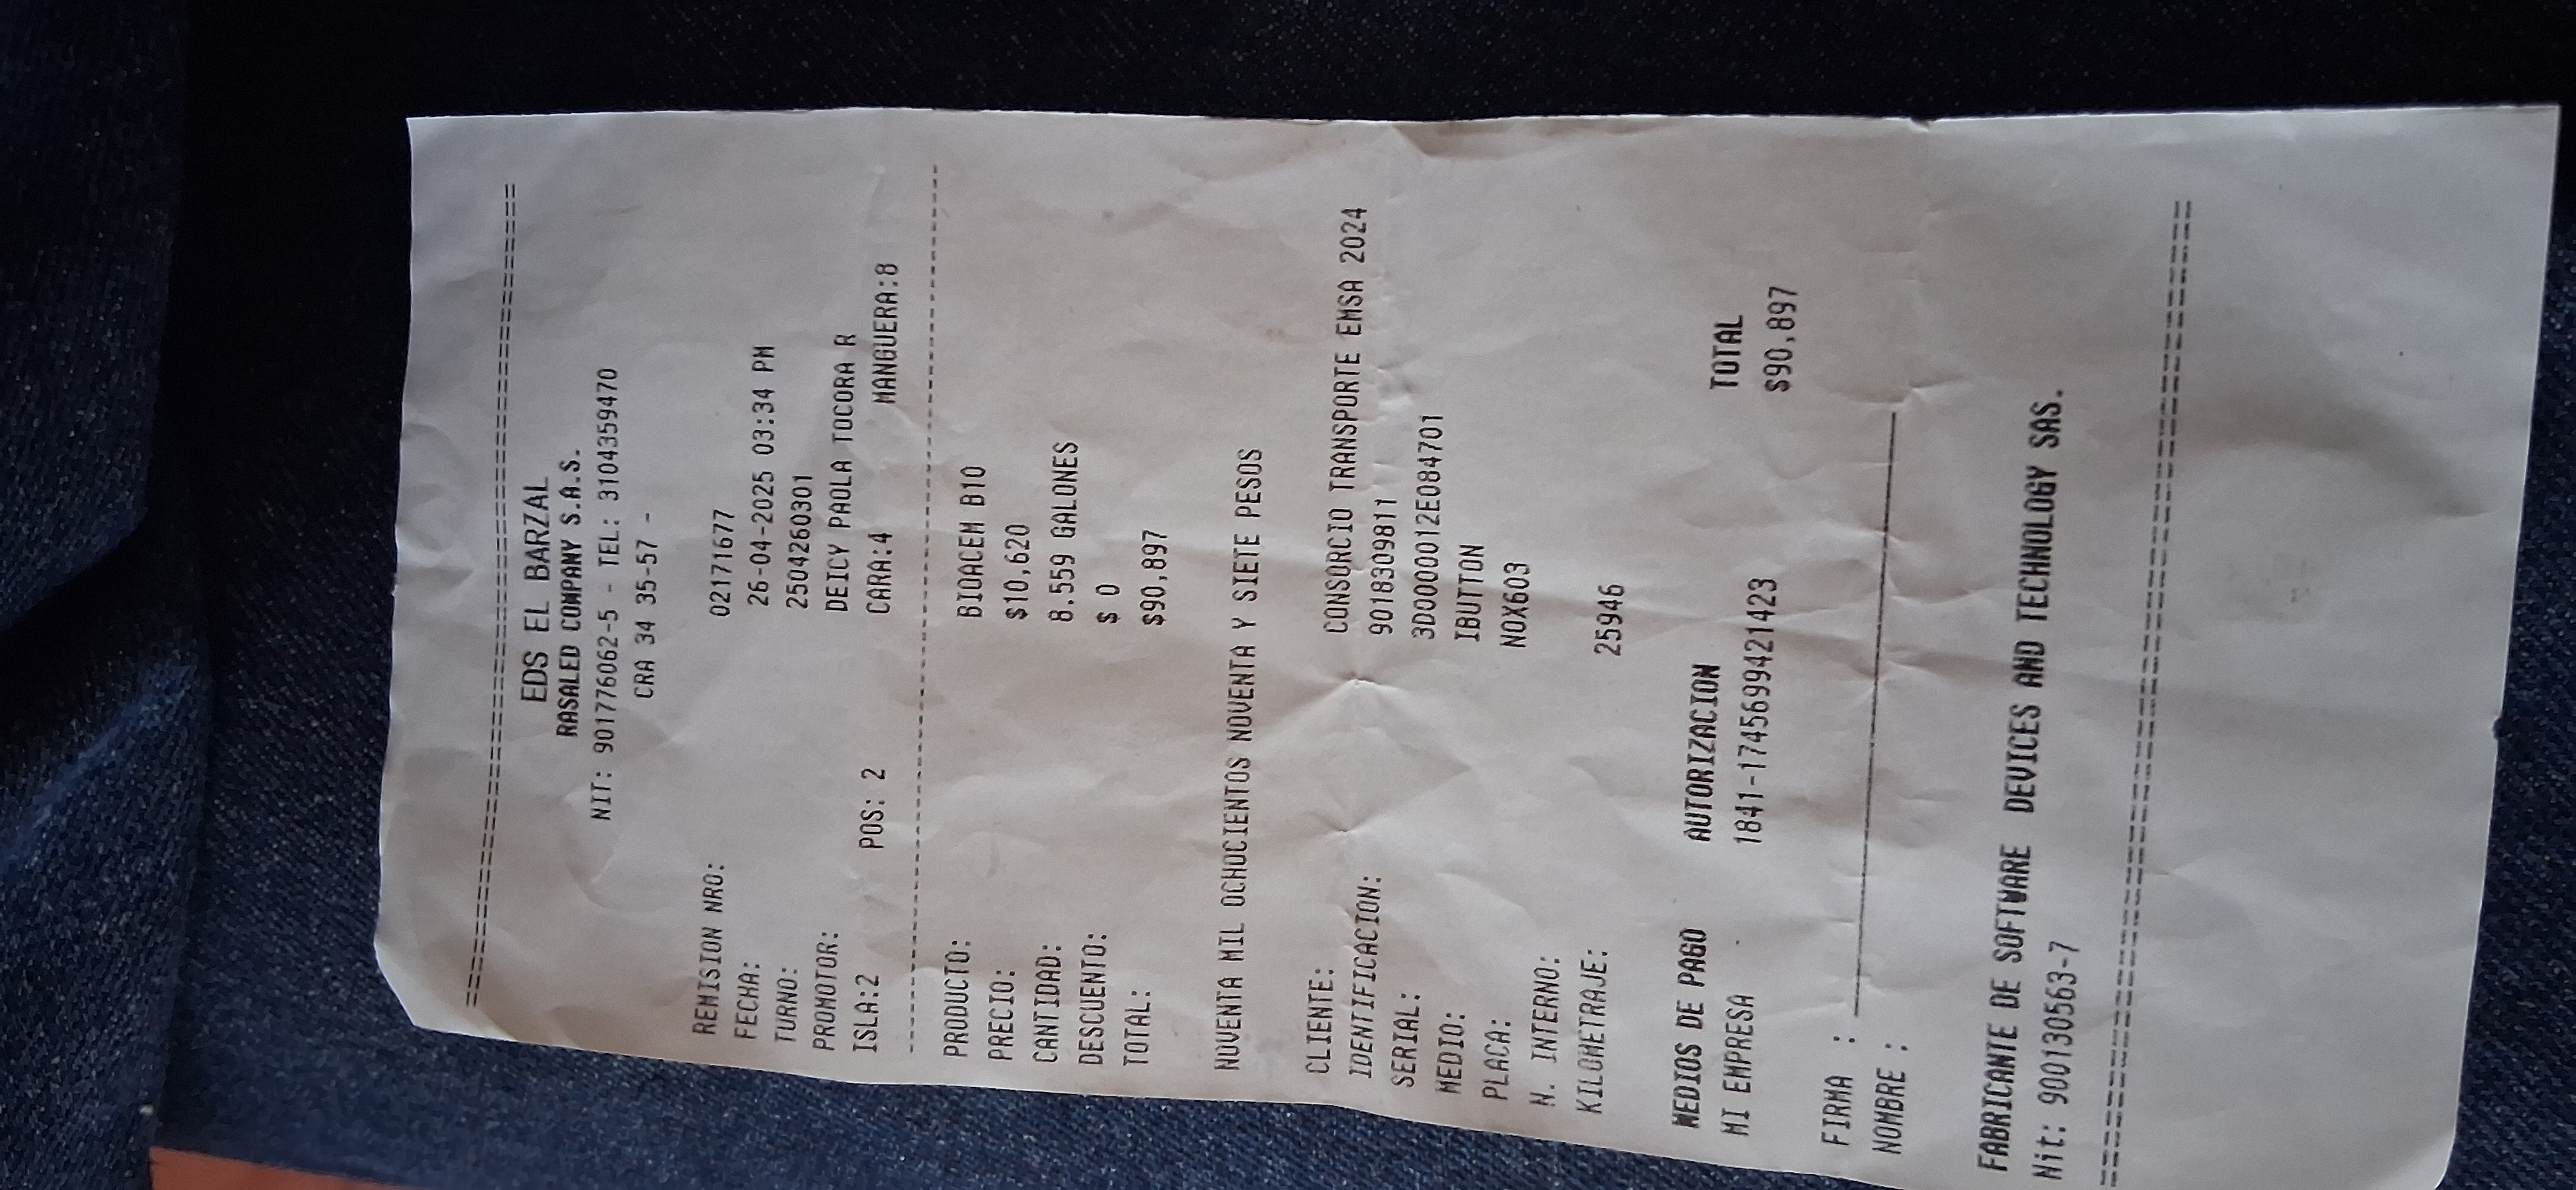 ================================================
EDS EL BARZAL
RASALED COMPANY S.A.S.
NIT: 901776062-5 - TEL: 3104359470
CRA 34 35-57 -
REMISION NRO: 02171677
FECHA: 26-04-2025 03:34 PM
TURNO: 2504260301
PROMOTOR: DEICY PAOLA TOCORA R
ISLA:2 POS: 2 CARA:4 MANGUERA:8
------------------------------------------------
PRODUCTO: BIOACEM B10
PRECIO: $10,620
CANTIDAD: 8.559 GALONES
DESCUENTO: $ 0
TOTAL: $90,897
NOVENTA MIL OCHOCIENTOS NOVENTA Y SIETE PESOS
CLIENTE: CONSORCIO TRANSPORTE EMSA 2024
IDENTIFICACION: 901830981
SERIAL: 3D0000012E084701
MEDIO: IBUTTON
PLACA: NOX603
N. INTERNO:
KILOMETRAJE: 25946
MEDIOS DE PAGO AUTORIZACION TOTAL
MI EMPRESA 1841-1745699421423 $90,897
FIRMA : ________________________
NOMBRE :
FABRICANTE DE SOFTWARE DEVICES AND TECHNOLOGY SAS.
Nit: 900130563-7
================================================